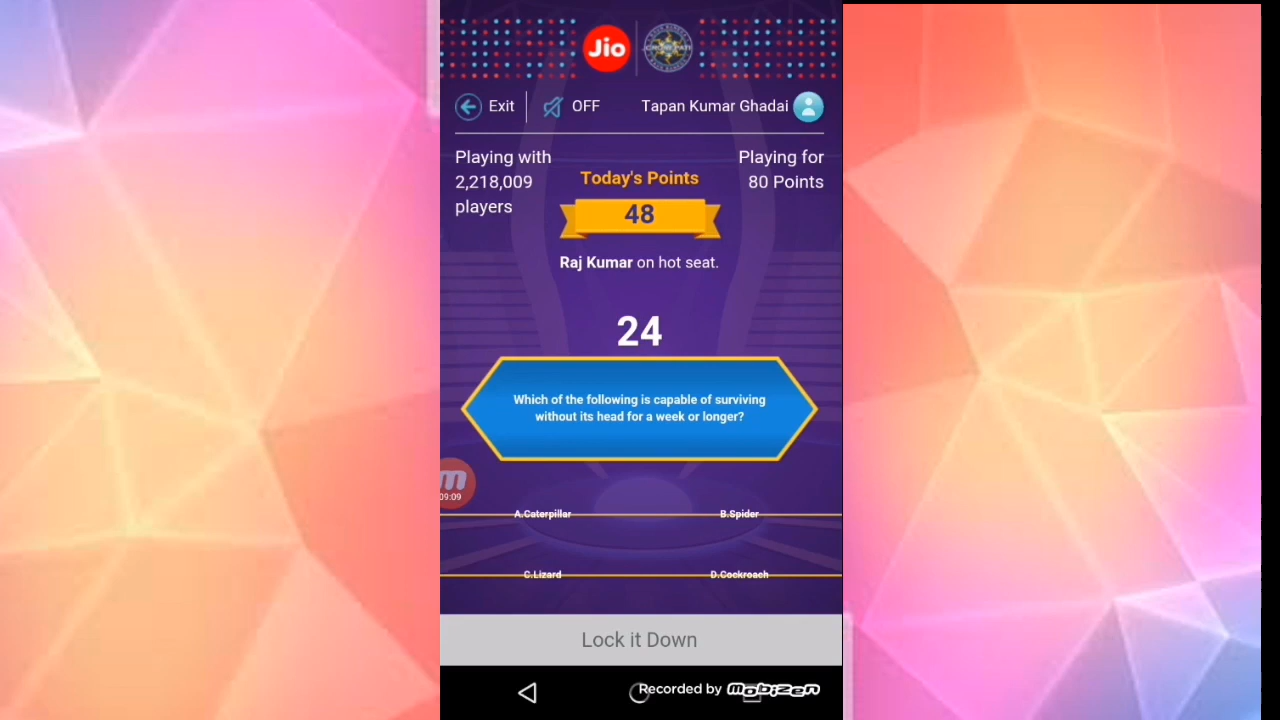 Jio
Exit
OFF
Tapan Kumar Ghadai
Playing with
2,218,009
players
Today's Points
48
Playing for
80 Points
Raj Kumar on hot seat.
24
Which of the following is capable of surviving
without its head for a week or longer?
09:09
A.Caterpillar
B.Spider
C.Lizard
D.Cockroach
Lock it Down
Recorded by mobizen